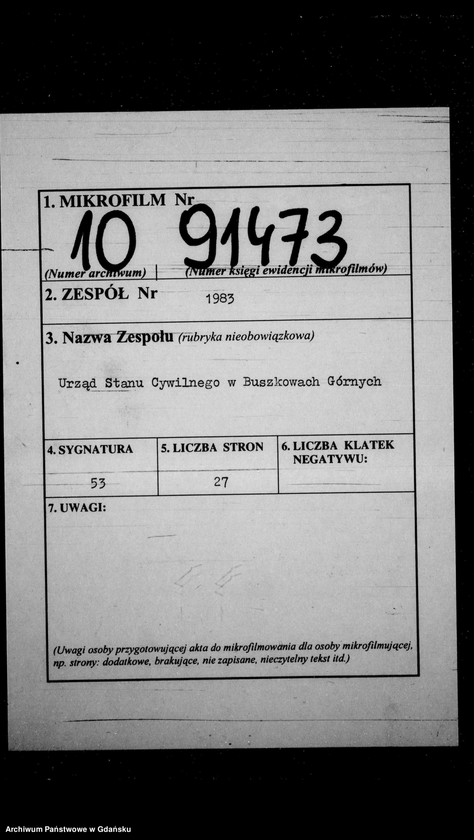 1. MIKROFILM Nr
10 91473
(Numer archiwum) (Numer księgi ewidencji mikrofilmów)
2. ZESPÓŁ Nr 1983
3. Nazwa Zespołu (rubryka nieobowiązkowa)
Urząd Stanu Cywilnego w Buszkowach Górnych
4. SYGNATURA 5. LICZBA STRON 6. LICZBA KLATEK
NEGATYWU:
53 27
7. UWAGI:
(Uwagi osoby przygotowującej akta do mikrofilmowania dla osoby mikrofilmującej,
np. strony: dodatkowe, brakujące, nie zapisane, nieczytelny tekst itd.)
Archiwum Państwowe w Gdańsku